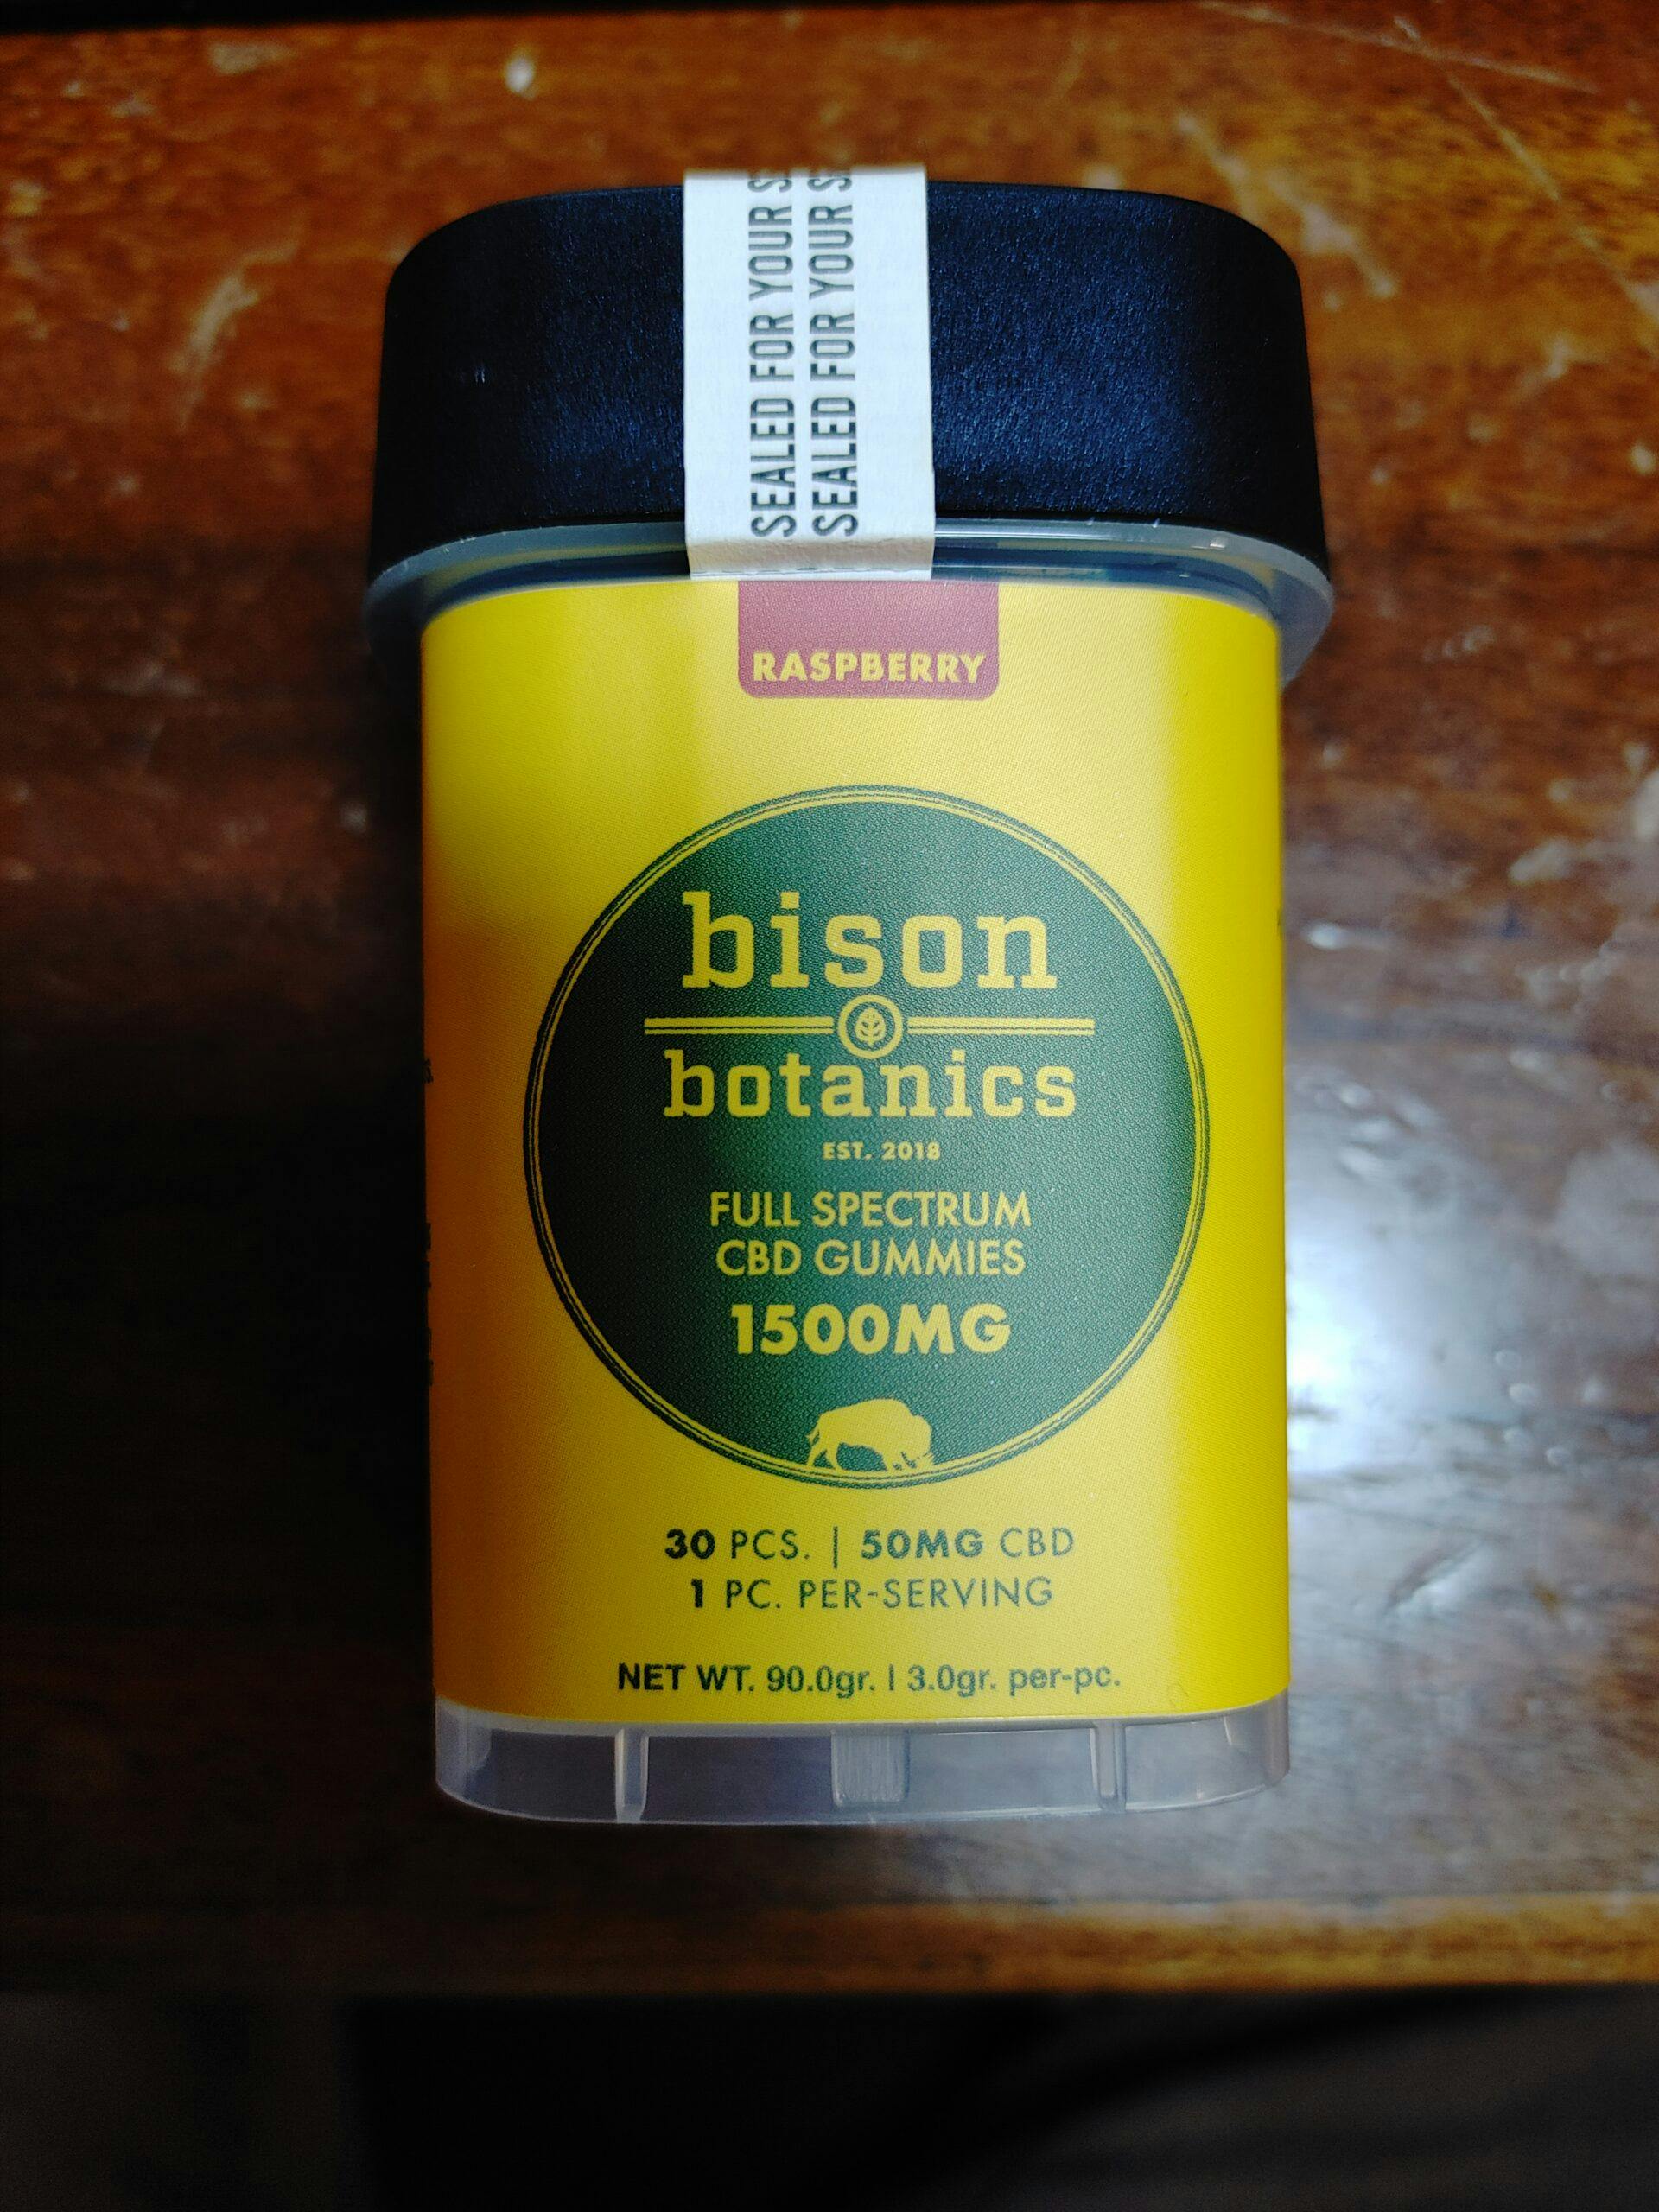 SEALED FOR YOUR
SEALED FOR YOUR
RASPBERRY
bison
botanics
EST. 2018
FULL SPECTRUM
CBD GUMMIES
1500MG
30 PCS. | 50MG CBD
1 PC. PER-SERVING
NET WT. 90.0gr. | 3.0gr. per-pc.